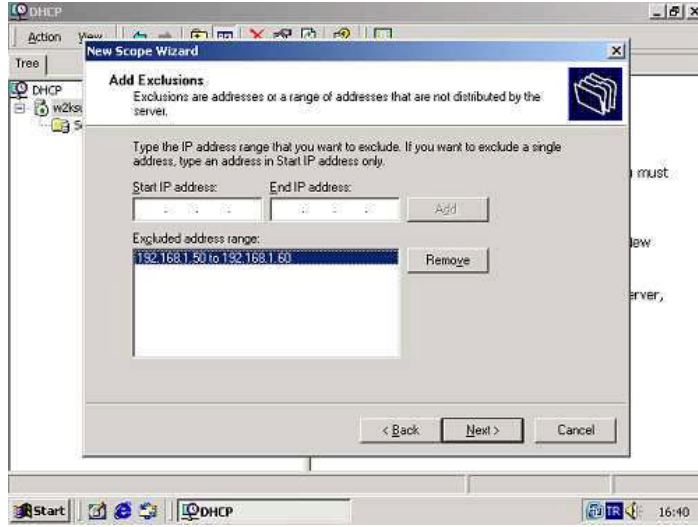 DHCP
Action View
New Scope Wizard
Tree
Add Exclusions
Exclusions are addresses or a range of addresses that are not distributed by the
server.
DHCP
w2ks
S
Type the IP address range that you want to exclude. If you want to exclude a single
address, type an address in Start IP address only.
must
Start IP address:
End IP address:
Add
Excluded address range:
192.168.1.50 to 192.168.1.60
Remove
erver,
< Back
Next >
Cancel
Start
DHCP
TR
16:40